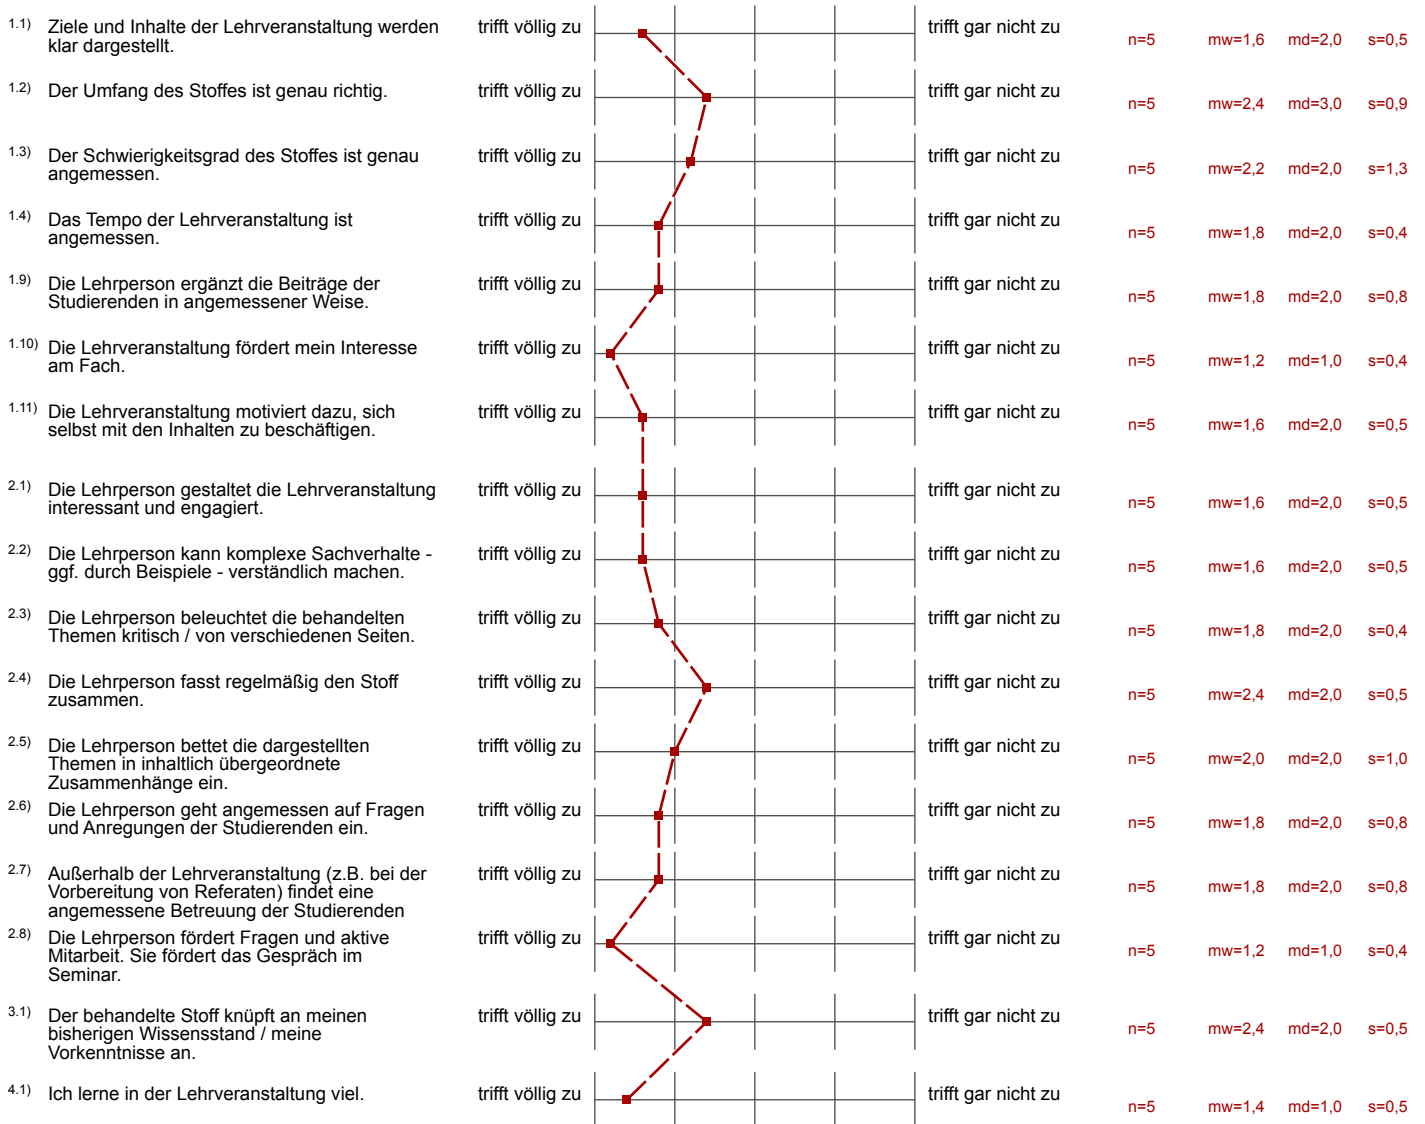 1.1) Ziele und Inhalte der Lehrveranstaltung werden klar dargestellt. trifft völlig zu trifft gar nicht zu n=5 mw=1,6 md=2,0 s=0,5
1.2) Der Umfang des Stoffes ist genau richtig. trifft völlig zu trifft gar nicht zu n=5 mw=2,4 md=3,0 s=0,9
1.3) Der Schwierigkeitsgrad des Stoffes ist genau angemessen. trifft völlig zu trifft gar nicht zu n=5 mw=2,2 md=2,0 s=1,3
1.4) Das Tempo der Lehrveranstaltung ist angemessen. trifft völlig zu trifft gar nicht zu n=5 mw=1,8 md=2,0 s=0,4
1.9) Die Lehrperson ergänzt die Beiträge der Studierenden in angemessener Weise. trifft völlig zu trifft gar nicht zu n=5 mw=1,8 md=2,0 s=0,8
1.10) Die Lehrveranstaltung fördert mein Interesse am Fach. trifft völlig zu trifft gar nicht zu n=5 mw=1,2 md=1,0 s=0,4
1.11) Die Lehrveranstaltung motiviert dazu, sich selbst mit den Inhalten zu beschäftigen. trifft völlig zu trifft gar nicht zu n=5 mw=1,6 md=2,0 s=0,5
2.1) Die Lehrperson gestaltet die Lehrveranstaltung interessant und engagiert. trifft völlig zu trifft gar nicht zu n=5 mw=1,6 md=2,0 s=0,5
2.2) Die Lehrperson kann komplexe Sachverhalte - ggf. durch Beispiele - verständlich machen. trifft völlig zu trifft gar nicht zu n=5 mw=1,6 md=2,0 s=0,5
2.3) Die Lehrperson beleuchtet die behandelten Themen kritisch / von verschiedenen Seiten. trifft völlig zu trifft gar nicht zu n=5 mw=1,8 md=2,0 s=0,4
2.4) Die Lehrperson fasst regelmäßig den Stoff zusammen. trifft völlig zu trifft gar nicht zu n=5 mw=2,4 md=2,0 s=0,5
2.5) Die Lehrperson bettet die dargestellten Themen in inhaltlich übergeordnete Zusammenhänge ein. trifft völlig zu trifft gar nicht zu n=5 mw=2,0 md=2,0 s=1,0
2.6) Die Lehrperson geht angemessen auf Fragen und Anregungen der Studierenden ein. trifft völlig zu trifft gar nicht zu n=5 mw=1,8 md=2,0 s=0,8
2.7) Außerhalb der Lehrveranstaltung (z.B. bei der Vorbereitung von Referaten) findet eine angemessene Betreuung der Studierenden trifft völlig zu trifft gar nicht zu n=5 mw=1,8 md=2,0 s=0,8
2.8) Die Lehrperson fördert Fragen und aktive Mitarbeit. Sie fördert das Gespräch im Seminar. trifft völlig zu trifft gar nicht zu n=5 mw=1,2 md=1,0 s=0,4
3.1) Der behandelte Stoff knüpft an meinen bisherigen Wissensstand / meine Vorkenntnisse an. trifft völlig zu trifft gar nicht zu n=5 mw=2,4 md=2,0 s=0,5
4.1) Ich lerne in der Lehrveranstaltung viel. trifft völlig zu trifft gar nicht zu n=5 mw=1,4 md=1,0 s=0,5